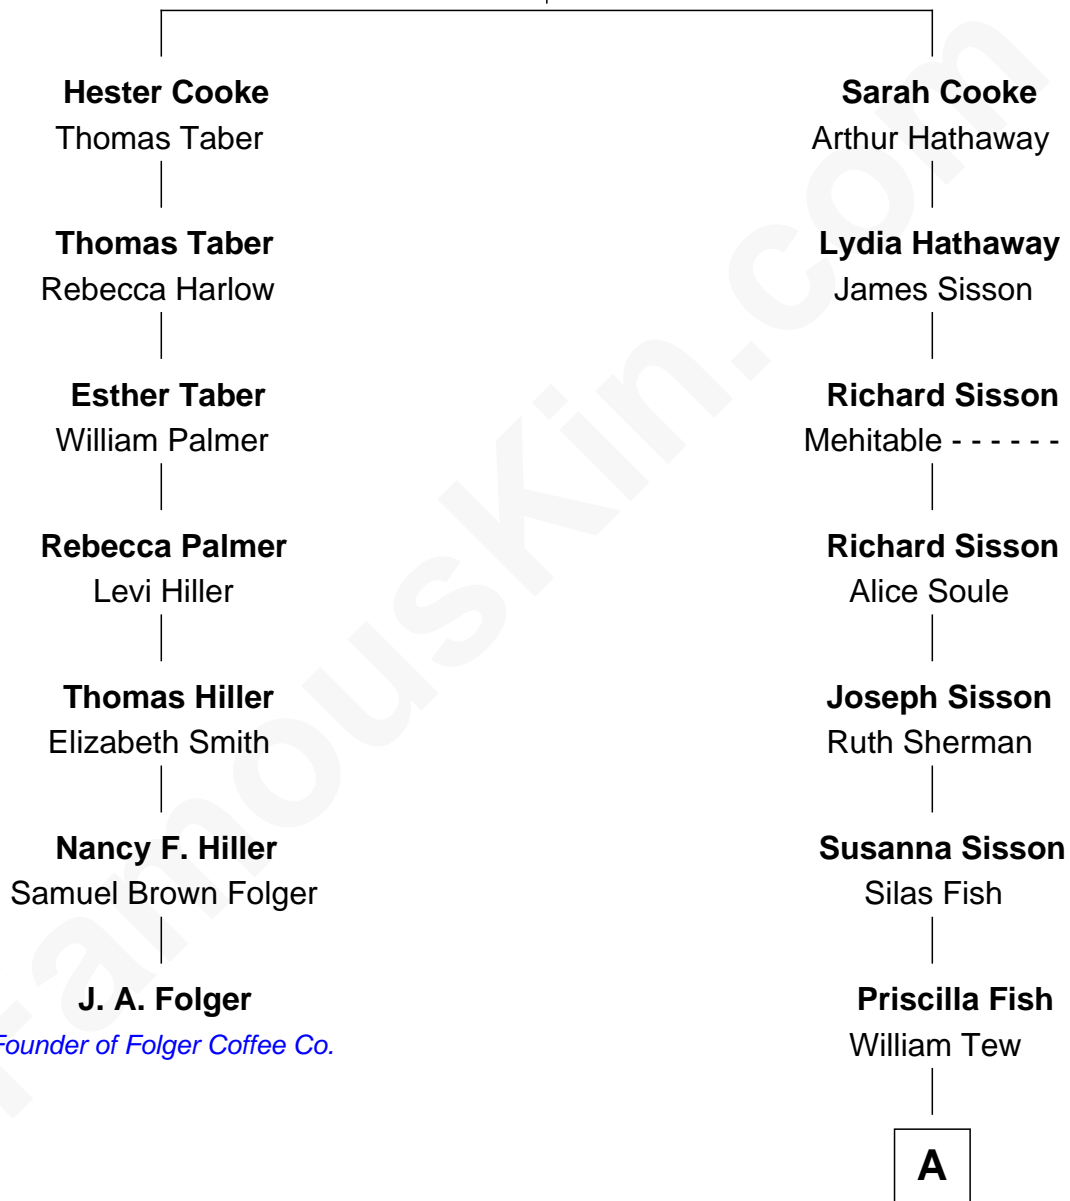 Hester Cooke
Thomas Taber
Thomas Taber
Rebecca Harlow
Esther Taber
William Palmer
Rebecca Palmer
Levi Hiller
Thomas Hiller
Elizabeth Smith
Nancy F. Hiller
Samuel Brown Folger
J. A. Folger
Founder of Folger Coffee Co.
Sarah Cooke
Arthur Hathaway
Lydia Hathaway
James Sisson
Richard Sisson
Mehitable - - - - - -
Richard Sisson
Alice Soule
Joseph Sisson
Ruth Sherman
Susanna Sisson
Silas Fish
Priscilla Fish
William Tew
A
FamousKin.com